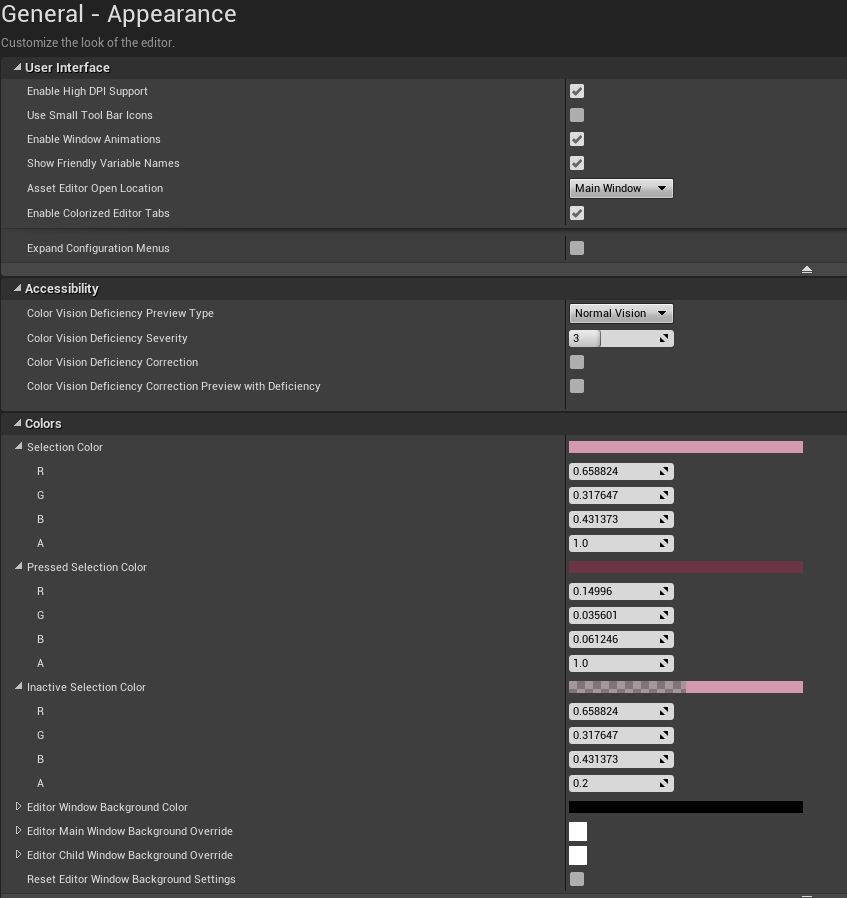 General - Appearance
Customize the look of the editor.
User Interface
Enable High DPI Support
Use Small Tool Bar Icons
Enable Window Animations
Show Friendly Variable Names
Asset Editor Open Location Main Window
Enable Colorized Editor Tabs
Expand Configuration Menus
Accessibility
Color Vision Deficiency Preview Type Normal Vision
Color Vision Deficiency Severity 3
Color Vision Deficiency Correction
Color Vision Deficiency Correction Preview with Deficiency
Colors
Selection Color
R 0.658824
G 0.317647
B 0.431373
A 1.0
Pressed Selection Color
R 0.14996
G 0.035601
B 0.061246
A 1.0
Inactive Selection Color
R 0.658824
G 0.317647
B 0.431373
A 0.2
Editor Window Background Color
Editor Main Window Background Override
Editor Child Window Background Override
Reset Editor Window Background Settings